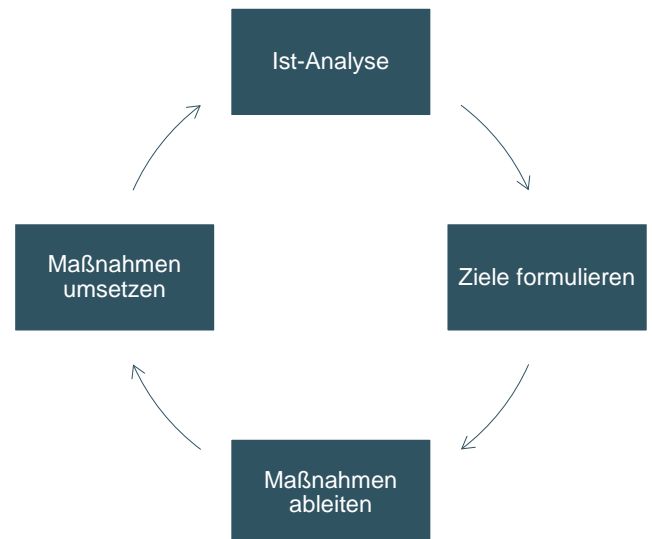 Ist-Analyse
Ziele formulieren
Maßnahmen
ableiten
Maßnahmen
umsetzen